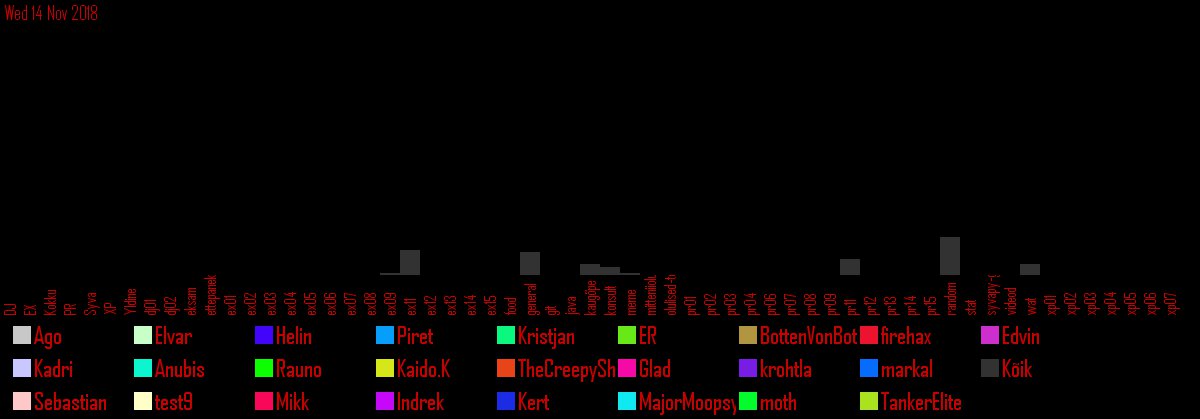 Wed 14 Nov 2018
DJ EX Kokku PR Syva XP Yldine dj01 dj02 eksam ettepanek ex01 ex02 ex03 ex04 ex05 ex06 ex07 ex08 ex09 ex11 ex12 ex13 ex14 ex15 food general git java konsult meme pr01 pr02 pr03 pr04 pr06 pr07 pr08 pr09 pr11 pr12 pr13 pr14 pr15 random stat videod wat xp01 xp02 xp03 xp04 xp05 xp06 xp07
Ago Elvar Helin Piret Kristjan ER BottenVonBot firehax Edvin
Kadri Anubis Rauno Kaido.K TheCreepySh Glad krohtla markal Kõik
Sebastian test9 Mikk Indrek Kert MajorMoopsy moth TankerElite